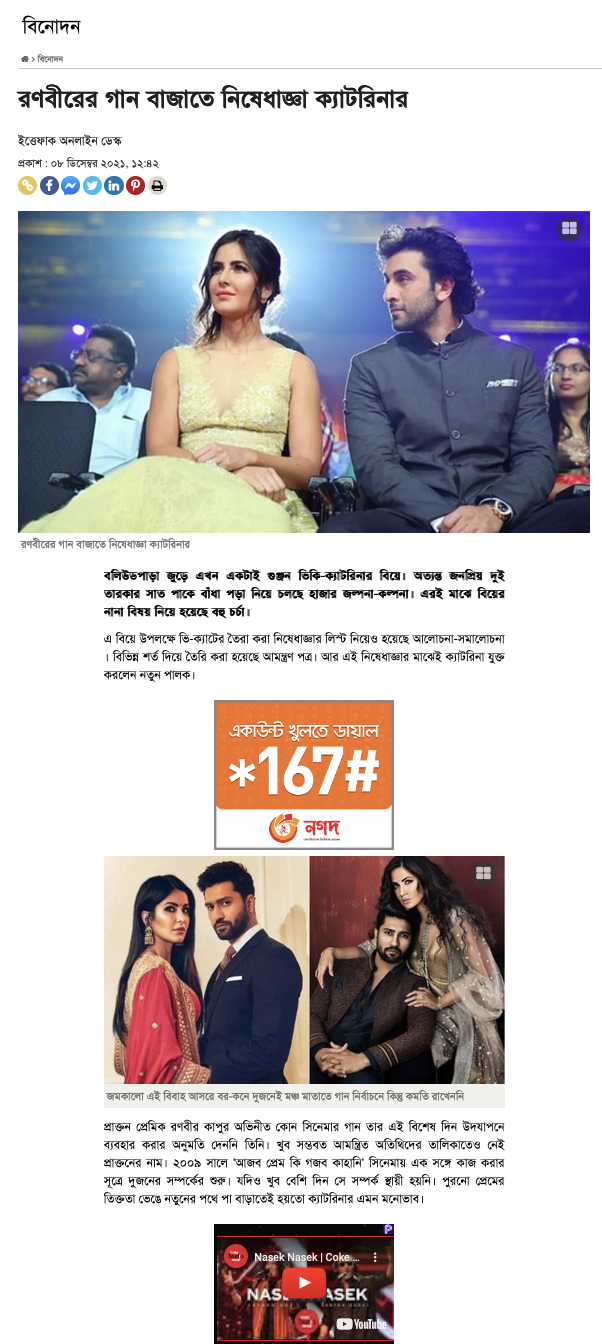 বিনোদন
› বিনোদন
রণবীরের গান বাজাতে নিষেধাজ্ঞা ক্যাটরিনার
ইত্তেফাক অনলাইন ডেস্ক
প্রকাশ : ০৮ ডিসেম্বর ২০২১, ১২:৪২
রণবীরের গান বাজাতে নিষেধাজ্ঞা ক্যাটরিনার
বলিউডপাড়া জুড়ে এখন একটাই গুঞ্জন ভিকি-ক্যাটরিনার বিয়ে। অত্যন্ত জনপ্রিয় দুই
তারকার সাত পাকে বাঁধা পড়া নিয়ে চলছে হাজার জল্পনা-কল্পনা। এরই মাঝে বিয়ের
নানা বিষয় নিয়ে হয়েছে বহু চর্চা।
এ বিয়ে উপলক্ষে ভি-ক্যাটের তৈরা করা নিষেধাজ্ঞার লিস্ট নিয়েও হয়েছে আলোচনা-সমালোচনা
। বিভিন্ন শর্ত দিয়ে তৈরি করা হয়েছে আমন্ত্রণ পত্র। আর এই নিষেধাজ্ঞার মাঝেই ক্যাটরিনা যুক্ত
করলেন নতুন পালক।
একাউন্ট খুলতে ডায়াল
*167#
নগদ
জমকালো এই বিবাহ আসরে বর-কনে দুজনেই মঞ্চ মাতাতে গান নির্বাচনে কিন্তু কমতি রাখেননি
প্রাক্তন প্রেমিক রণবীর কাপুর অভিনীত কোন সিনেমার গান তার এই বিশেষ দিন উদযাপনে
ব্যবহার করার অনুমতি দেননি তিনি। খুব সম্ভবত আমন্ত্রিত অতিথিদের তালিকাতেও নেই
প্রাক্তনের নাম। ২০০৯ সালে 'আজব প্রেম কি গজব কাহানি' সিনেমায় এক সঙ্গে কাজ করার
সূত্রে দুজনের সম্পর্কের শুরু। যদিও খুব বেশি দিন সে সম্পর্ক স্থায়ী হয়নি। পুরনো প্রেমের
তিক্ততা ভেঙে নতুনের পথে পা বাড়াতেই হয়তো ক্যাটরিনার এমন মনোভাব।
Nasek Nasek | Coke ...
NASEK NASEK
YouTube